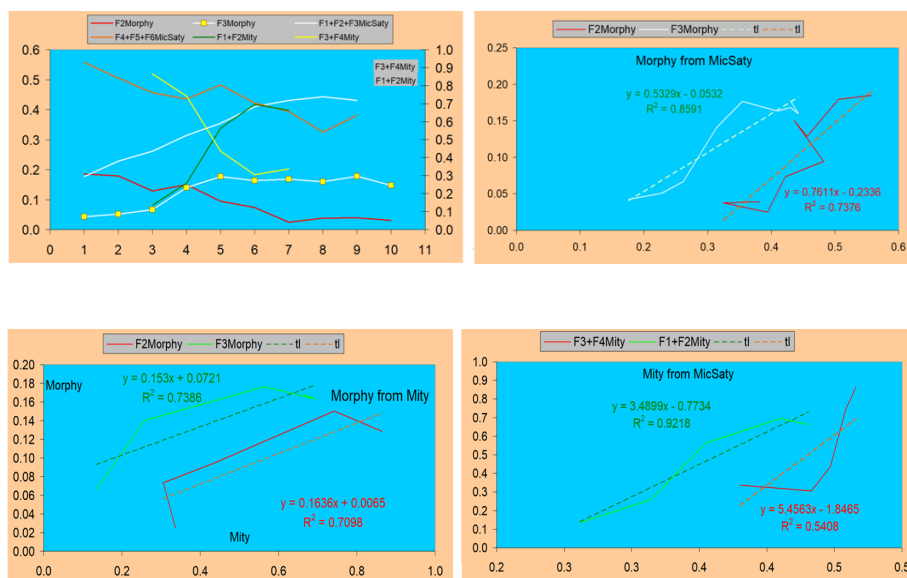 F2Morphy F3Morphy F1+F2+F3MicSaty
F4+F5+F6MicSaty F1+F2Mity F3+F4Mity
0.6 1.0
0.9
0.5 0.8
0.4 0.7
0.6
0.3 0.5
0.4
0.2 0.3
0.1 0.2
0.1
0.0 0.0
F3+F4Mity
F1+F2Mity
0 1 2 3 4 5 6 7 8 9 10 11
F2Morphy F3Morphy tl tl
Morphy from MicSaty
0.25
0.20
0.15
0.10
0.05
0.00
y = 0.5329x - 0.0532
R² = 0.8591
y = 0.7611x - 0.2336
R² = 0.7376
0.0 0.1 0.2 0.3 0.4 0.5 0.6
F2Morphy F3Morphy tl tl
0.20
0.18
0.16
0.14
0.12
0.10
0.08
0.06
0.04
0.02
0.00
Morphy
y = 0.153x + 0.0721
R² = 0.7386
Morphy from Mity
y = 0.1636x + 0.0065
R² = 0.7098
Mity
0.0 0.2 0.4 0.6 0.8 1.0
F3+F4Mity F1+F2Mity tl tl
Mity from MicSaty
1.0
0.9
0.8
0.7
0.6
0.5
0.4
0.3
0.2
0.1
0.0
y = 3.4899x - 0.7734
R² = 0.9218
y = 5.4563x - 1.8465
R² = 0.5408
0.2 0.3 0.3 0.4 0.4 0.5 0.5